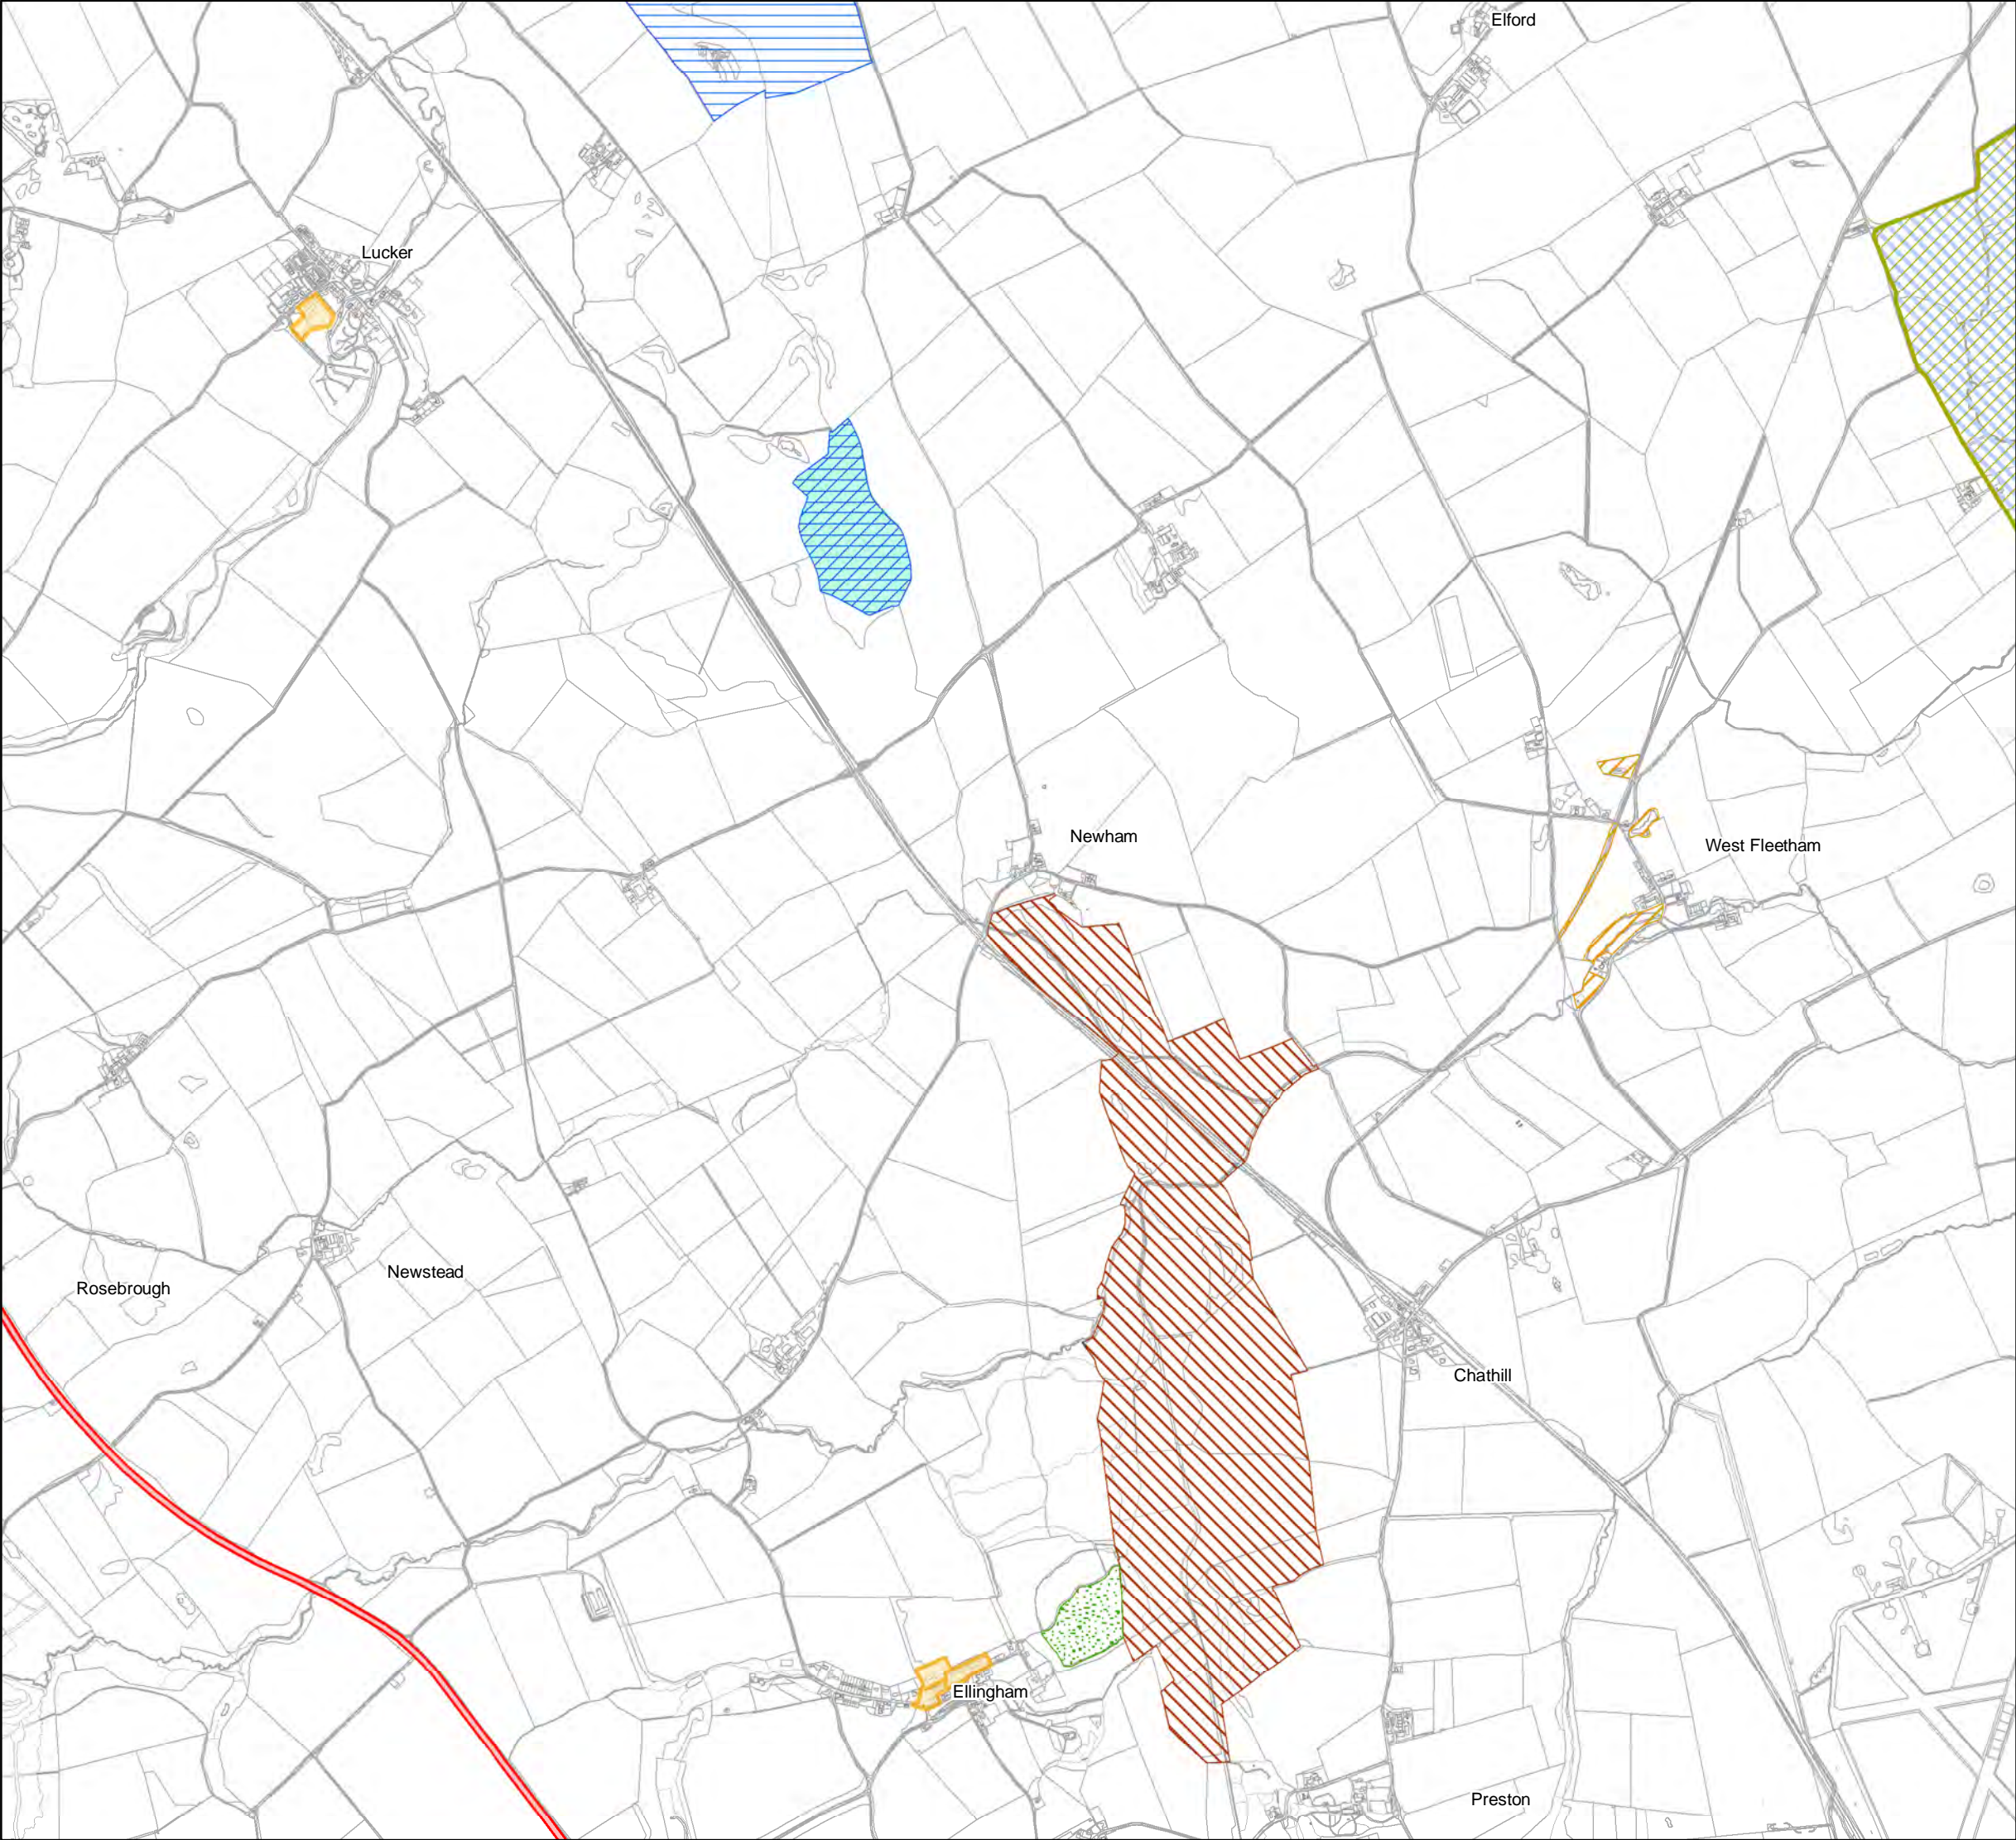 Elford
Lucker
Newham
West Fleetham
Newstead
Rosebrough
Chathill
Ellingham
Preston